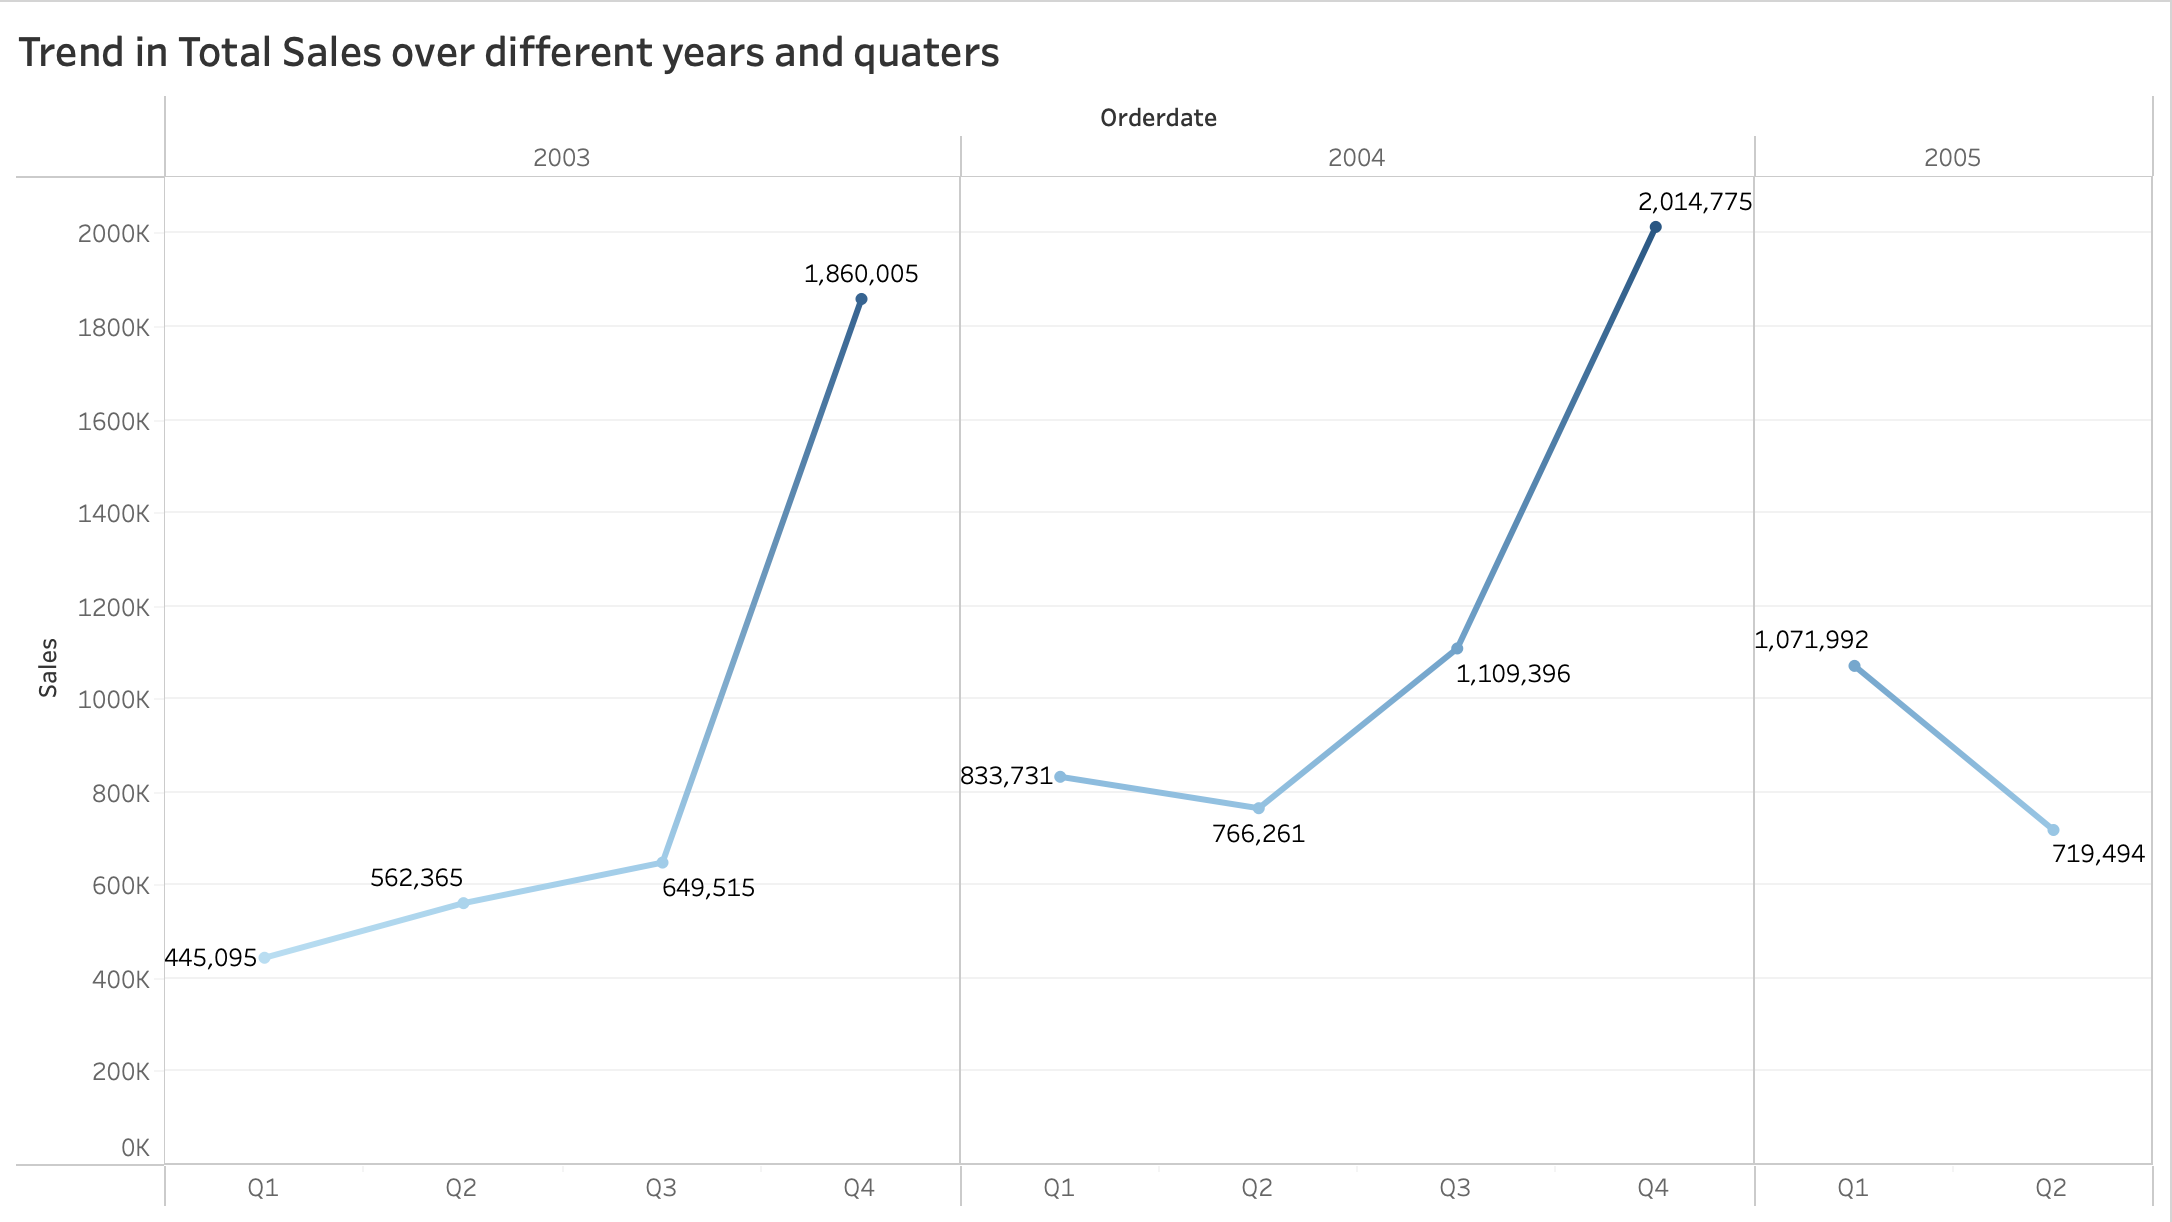 Trend in Total Sales over different years and quaters
Orderdate
2003 2004 2005
2,014,775
2000K
1,860,005
1800K
1600K
1400K
1200K
Sales
1,071,992
1,109,396
1000K
833,731
800K
766,261
719,494
562,365
600K
649,515
445,095
400K
200K
0K
Q1 Q2 Q3 Q4 Q1 Q2 Q3 Q4 Q1 Q2